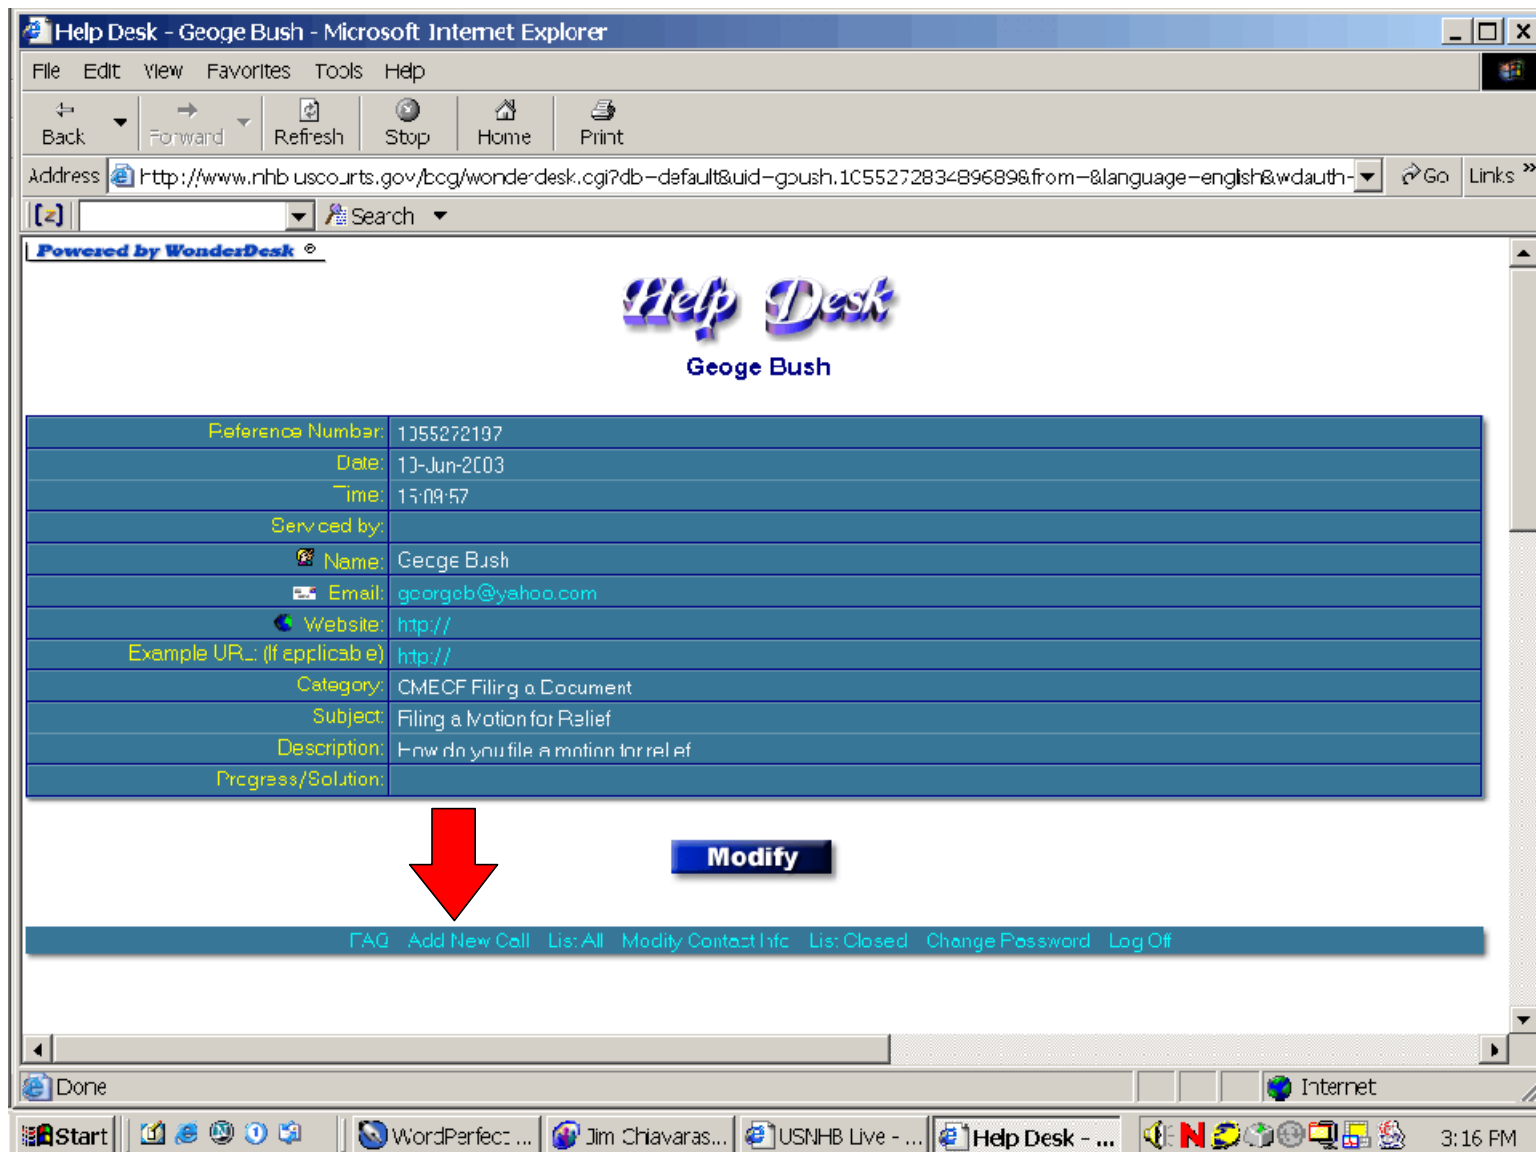 Help Desk - Geoge Bush - Microsoft Internet Explorer
File Edit View Favorites Tools Help
Back Forward Refresh Stop Home Print
Address http://www.nhb.uscourts.gov/bcg/wonderdesk.cgi?db=default&uid=gbush.105527283489689&from=&language=english&wdauth- Go Links »
[z] Search
Powered by WonderDesk ®
Help Desk
Geoge Bush
Reference Number: 1055272197
Date: 10-Jun-2003
Time: 15:09:57
Serviced by:
Name: Geoge Bush
Email: georgeb@yahoo.com
Website: http://
Example URL: (If applicable) http://
Category: CMECF Filing a Document
Subject: Filing a Motion for Relief
Description: How do you file a motion for relief
Progress/Solution:
Modify
FAQ Add New Call List All Modify Contact Info List Closed Change Password Log Off
Done Internet
Start WordPerfect ... Jim Chiavaras... USNHB Live - ... Help Desk - ... 3:16 PM